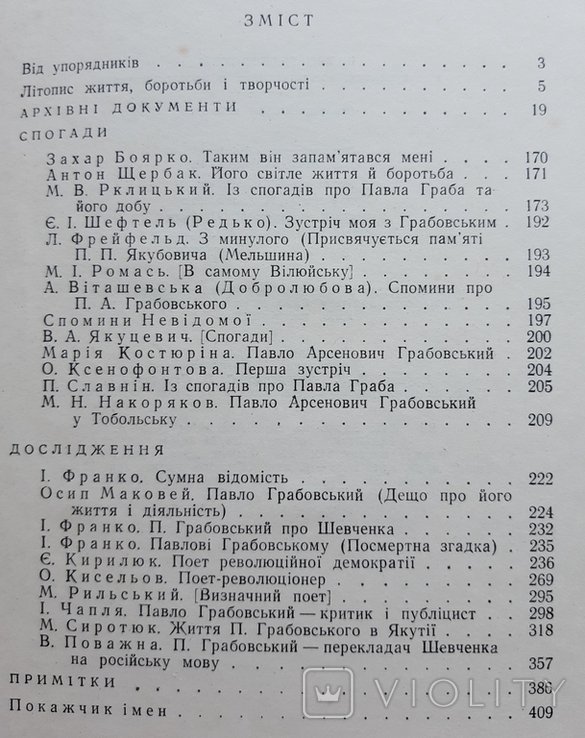 ЗМІСТ
Від упорядників 3
Літопис життя, боротьби і творчості 5
АРХІВНІ ДОКУМЕНТИ 19
СПОГАДИ
Захар Боярко. Таким він запам'ятався мені 170
Антон Щербак. Його світле життя й боротьба 171
М. В. Рклицький. Із спогадів про Павла Граба та
його добу 173
Є. І. Шефтель (Редько). Зустріч моя з Грабовським 192
Л. Фрейфельд. З минулого (Присвячується пам'яті
П. П. Якубовича (Мельшина) 193
М. І. Ромась. [В самому Вілюйську] 194
А. Віташевська (Добролюбова). Спомини про
П. А. Грабовського 195
Спомини Невідомої 197
В. А. Якуцевич. [Спогади] 200
Марія Костюріна. Павло Арсенович Грабовський 202
О. Ксенофонтова. Перша зустріч 204
П. Славнін. Із спогадів про Павла Граба 205
М. Н. Накоряков. Павло Арсенович Грабовський
у Тобольську 209
ДОСЛІДЖЕННЯ
І. Франко. Сумна відомість 222
Осип Маковей. Павло Грабовський (Дещо про його
життя і діяльність) 224
І. Франко. П. Грабовський про Шевченка 232
І. Франко. Павлові Грабовському (Посмертна згадка) 235
Є. Кирилюк. Поет революційної демократії 236
О. Кисельов. Поет-революціонер 269
М. Рильський. [Визначний поет] 295
І. Чапля. Павло Грабовський — критик і публіцист 298
М. Сиротюк. Життя П. Грабовського в Якутії 318
В. Поважна. П. Грабовський — перекладач Шевченка
на російську мову 357
ПРИМІТКИ 386
Покажчик імен 409
VIOLITY